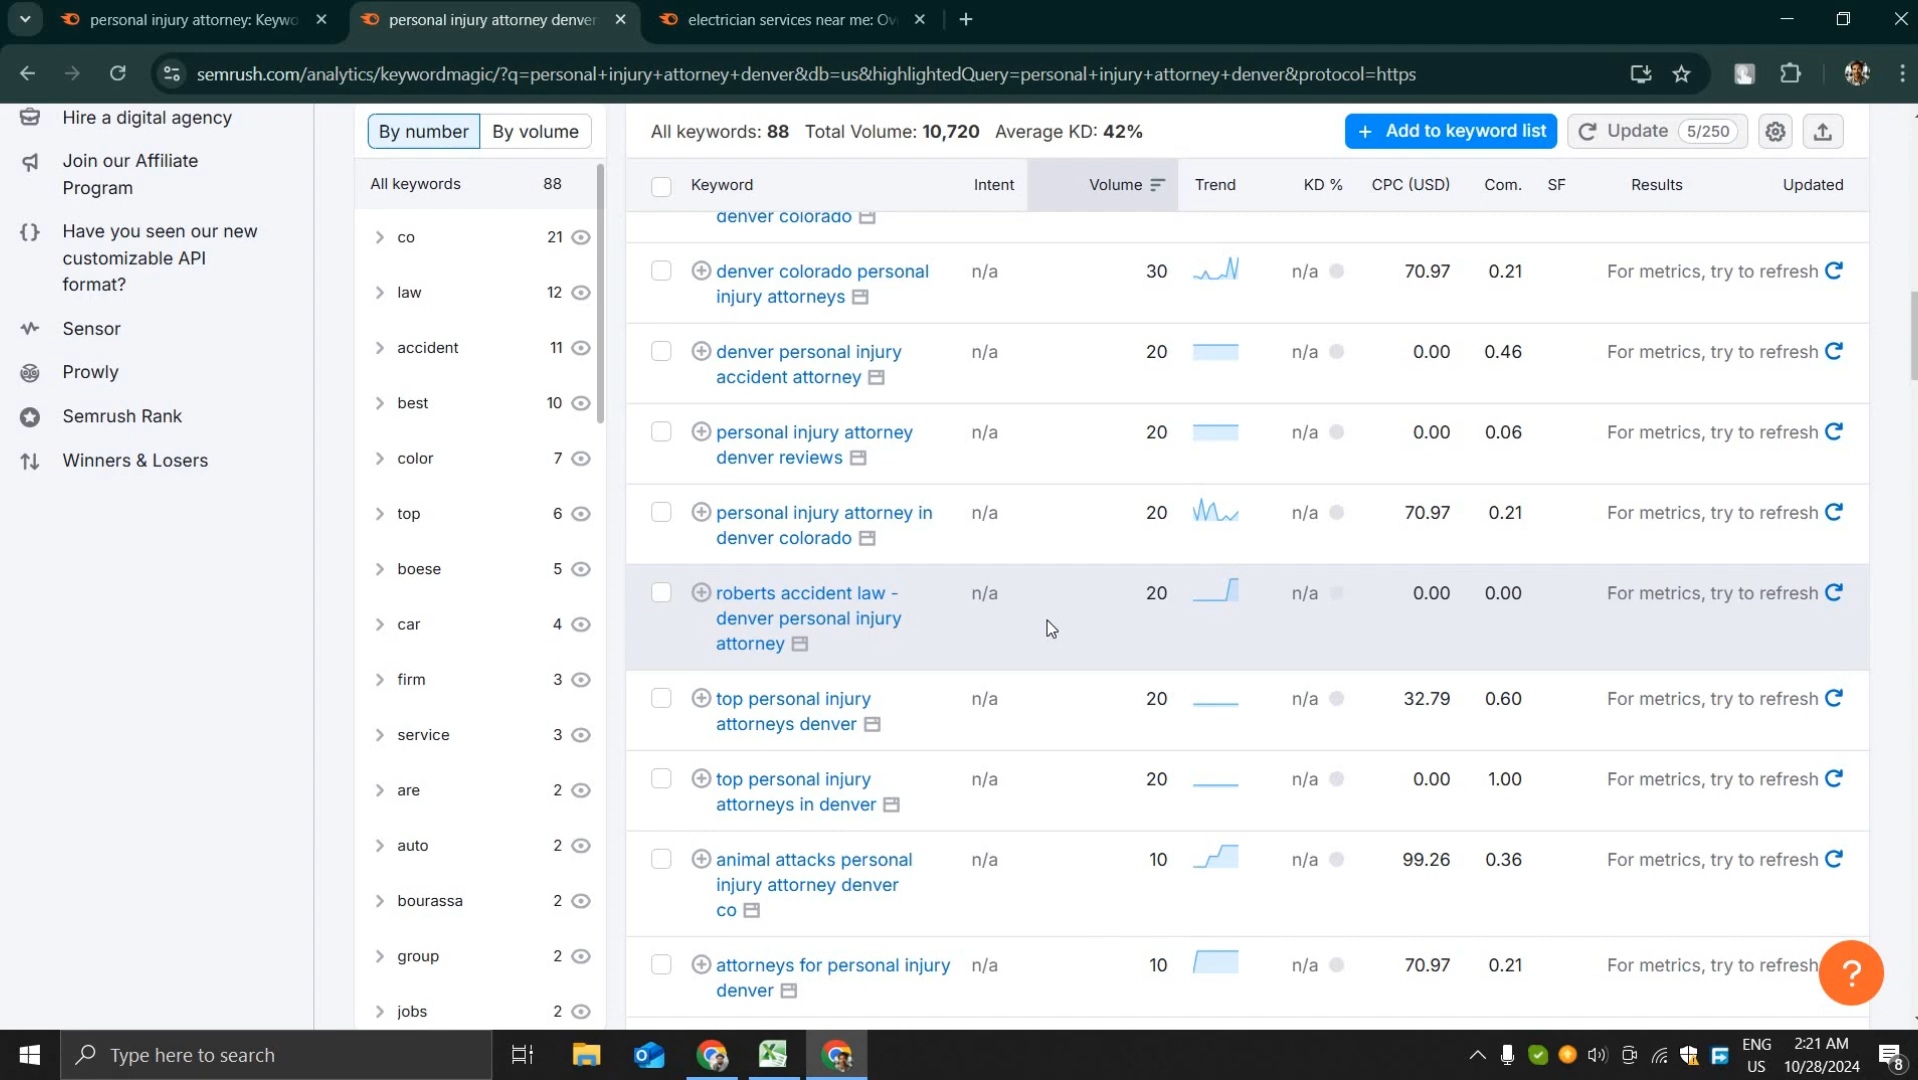 personal injury attorney: Keywo
personal injury attorney denver
electrician services near me: Ov
semrush.com/analytics/keywordmagic/?q=personal+injury+attorney+denver&db=us&highlightedQuery=personal+injury+attorney+denver&protocol=https
Hire a digital agency
Join our Affiliate
Program
Have you seen our new
customizable API
format?
Sensor
Prowly
Semrush Rank
Winners & Losers
By number By volume
All keywords 88
co 21
law 12
accident 11
best 10
color 7
top 6
boese 5
car 4
firm 3
service 3
are 2
auto 2
bourassa 2
group 2
jobs 2
All keywords: 88 Total Volume: 10,720 Average KD: 42%
+ Add to keyword list
Update 5/250
Keyword Intent Volume Trend KD % CPC (USD) Com. SF Results Updated
denver colorado
denver colorado personal n/a 30 n/a 70.97 0.21 For metrics, try to refresh
injury attorneys
denver personal injury n/a 20 n/a 0.00 0.46 For metrics, try to refresh
accident attorney
personal injury attorney n/a 20 n/a 0.00 0.06 For metrics, try to refresh
denver reviews
personal injury attorney in n/a 20 n/a 70.97 0.21 For metrics, try to refresh
denver colorado
roberts accident law - n/a 20 n/a 0.00 0.00 For metrics, try to refresh
denver personal injury
attorney
top personal injury n/a 20 n/a 32.79 0.60 For metrics, try to refresh
attorneys denver
top personal injury n/a 20 n/a 0.00 1.00 For metrics, try to refresh
attorneys in denver
animal attacks personal n/a 10 n/a 99.26 0.36 For metrics, try to refresh
injury attorney denver
co
attorneys for personal injury n/a 10 n/a 70.97 0.21 For metrics, try to refresh
denver
?
Type here to search
ENG
US
2:21 AM
10/28/2024
8